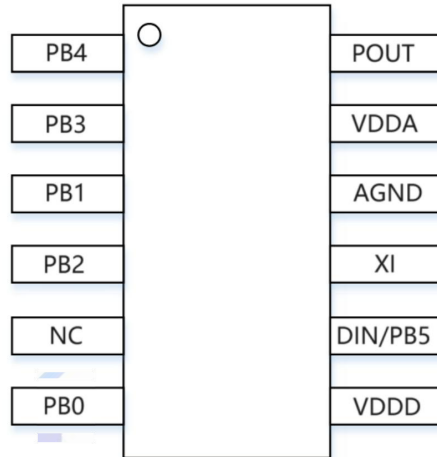 PB4 POUT
PB3 VDDA
PB1 AGND
PB2 XI
NC DIN/PB5
PB0 VDDD